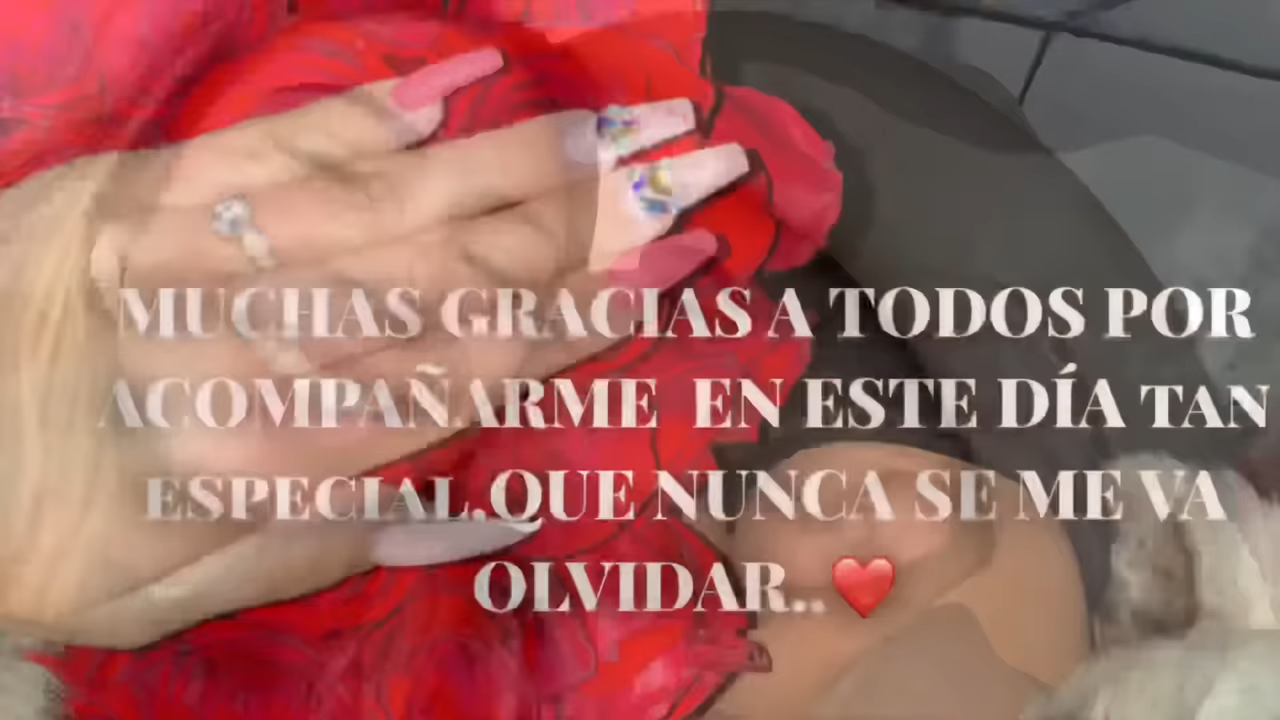 MUCHAS GRACIAS A TODOS POR
ACOMPAÑARME EN ESTE DÍA TAN
ESPECIAL.QUE NUNCA SE ME VA
OLVIDAR.. ❤️